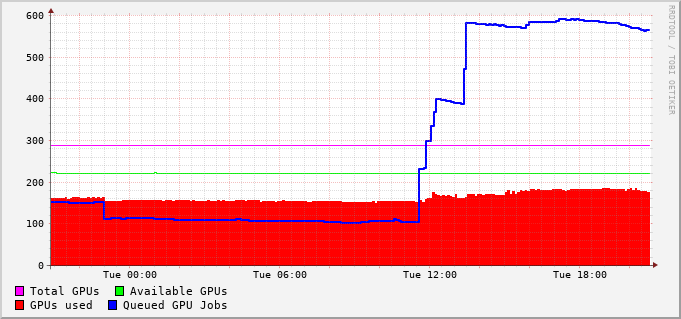 600
500
400
300
200
100
0
Tue 00:00 Tue 06:00 Tue 12:00 Tue 18:00
Total GPUs Available GPUs
GPUs used Queued GPU Jobs
RRDTOOL / TOBI OETIKER